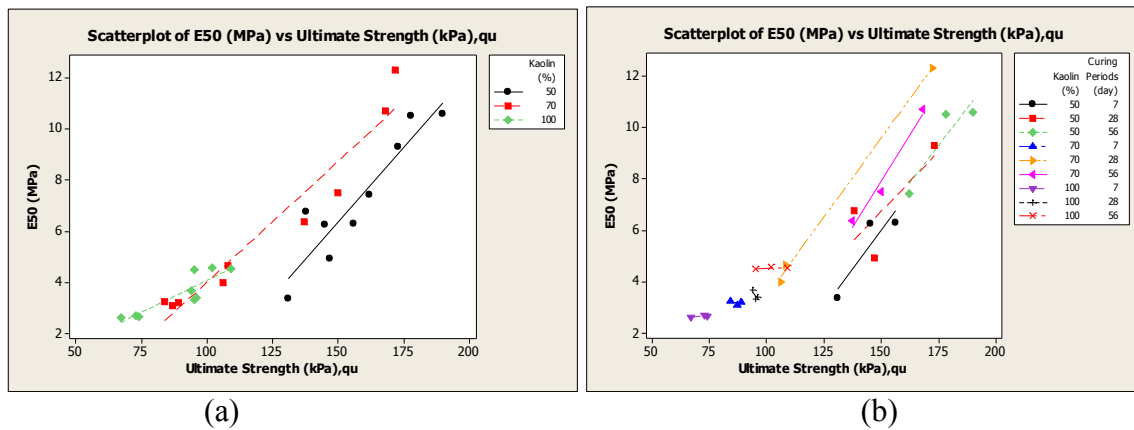 Scatterplot of E50 (MPa) vs Ultimate Strength (kPa),qu
E50 (MPa)
12
10
8
6
4
2
50 75 100 125 150 175 200
Ultimate Strength (kPa),qu
Kaolin
(%)
50
70
100
(a)
Scatterplot of E50 (MPa) vs Ultimate Strength (kPa),qu
E50 (MPa)
12
10
8
6
4
2
50 75 100 125 150 175 200
Ultimate Strength (kPa),qu
Curing
Kaolin Periods
(%) (day)
50 7
50 28
50 56
70 7
70 28
70 56
100 7
100 28
100 56
(b)